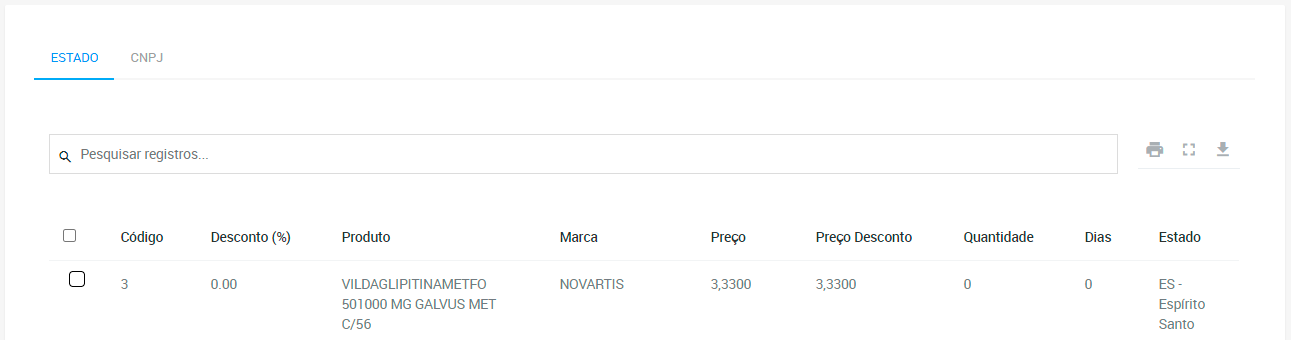 ESTADO CNPJ
Pesquisar registros...
Código Desconto (%) Produto Marca Preço Preço Desconto Quantidade Dias Estado
3 0.00 VILDAGLIPITINAMETFO NOVARTIS 3,3300 3,3300 0 0 ES -
501000 MG GALVUS MET Espírito
C/56 Santo